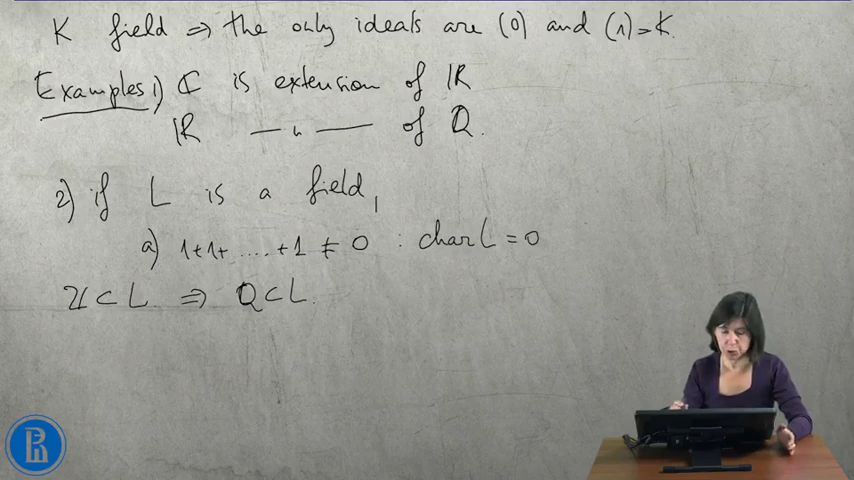 K field ⇒ the only ideals are (0) and (1)=K.
Examples 1) ℂ is extension of ℝ
ℝ —"— of ℚ.
2) if L is a field,
a) 1+1+....+1 ≠ 0 : char L = 0
ℤ ⊂ L. ⇒ ℚ ⊂ L.